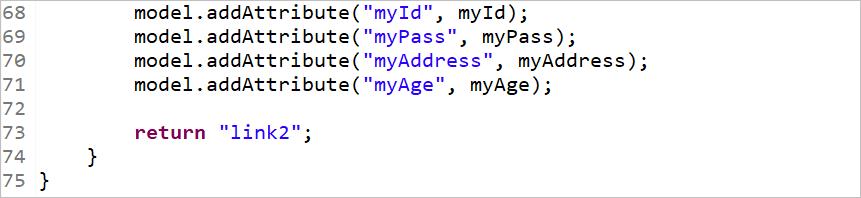 68        model.addAttribute("myId", myId);
69        model.addAttribute("myPass", myPass);
70        model.addAttribute("myAddress", myAddress);
71        model.addAttribute("myAge", myAge);
72
73        return "link2";
74    }
75 }